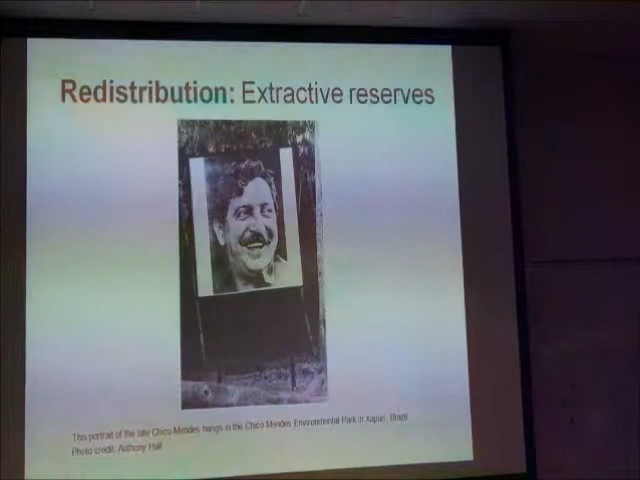 Redistribution: Extractive reserves
This portrait of the late Chico Mendes hangs in the Chico Mendes Environmental Park in Xapuri, Brazil
Photo credit: Anthony Hall